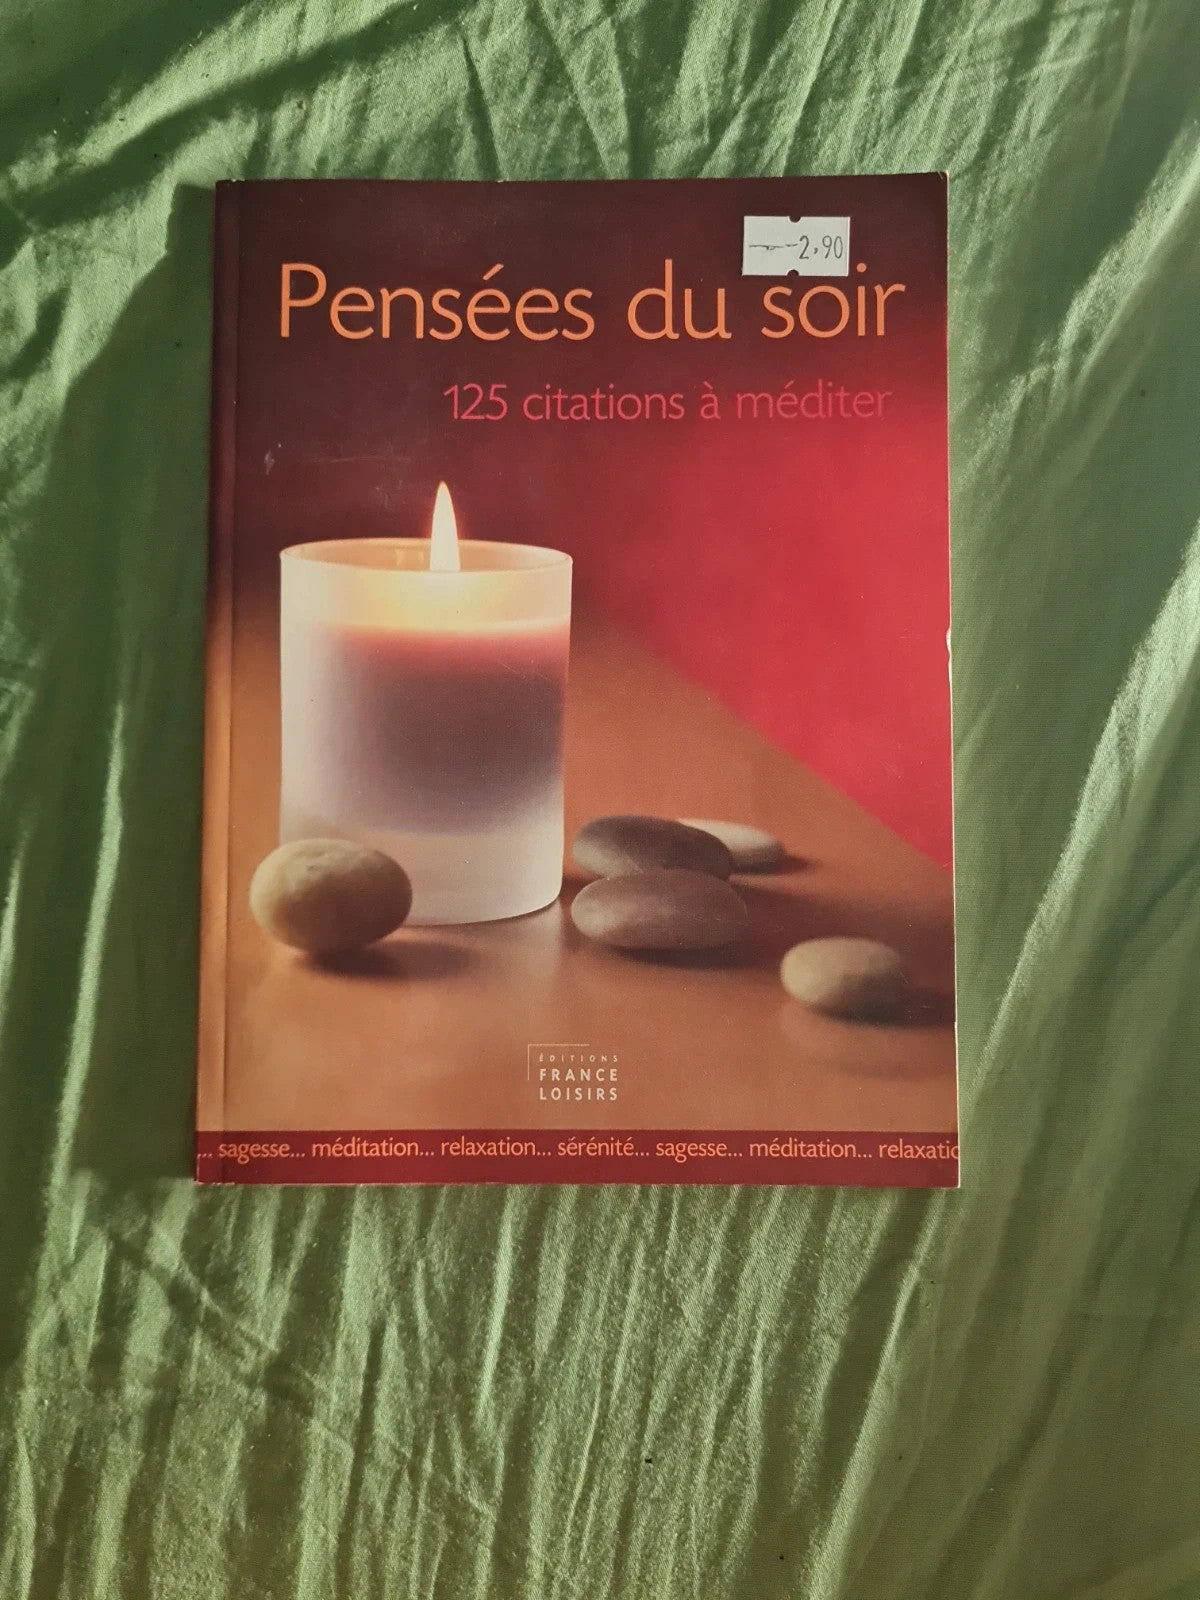 2,90
Pensées du soir
125 citations à méditer
ÉDITIONS
FRANCE
LOISIRS
... sagesse... méditation... relaxation... sérénité... sagesse... méditation... relaxatio